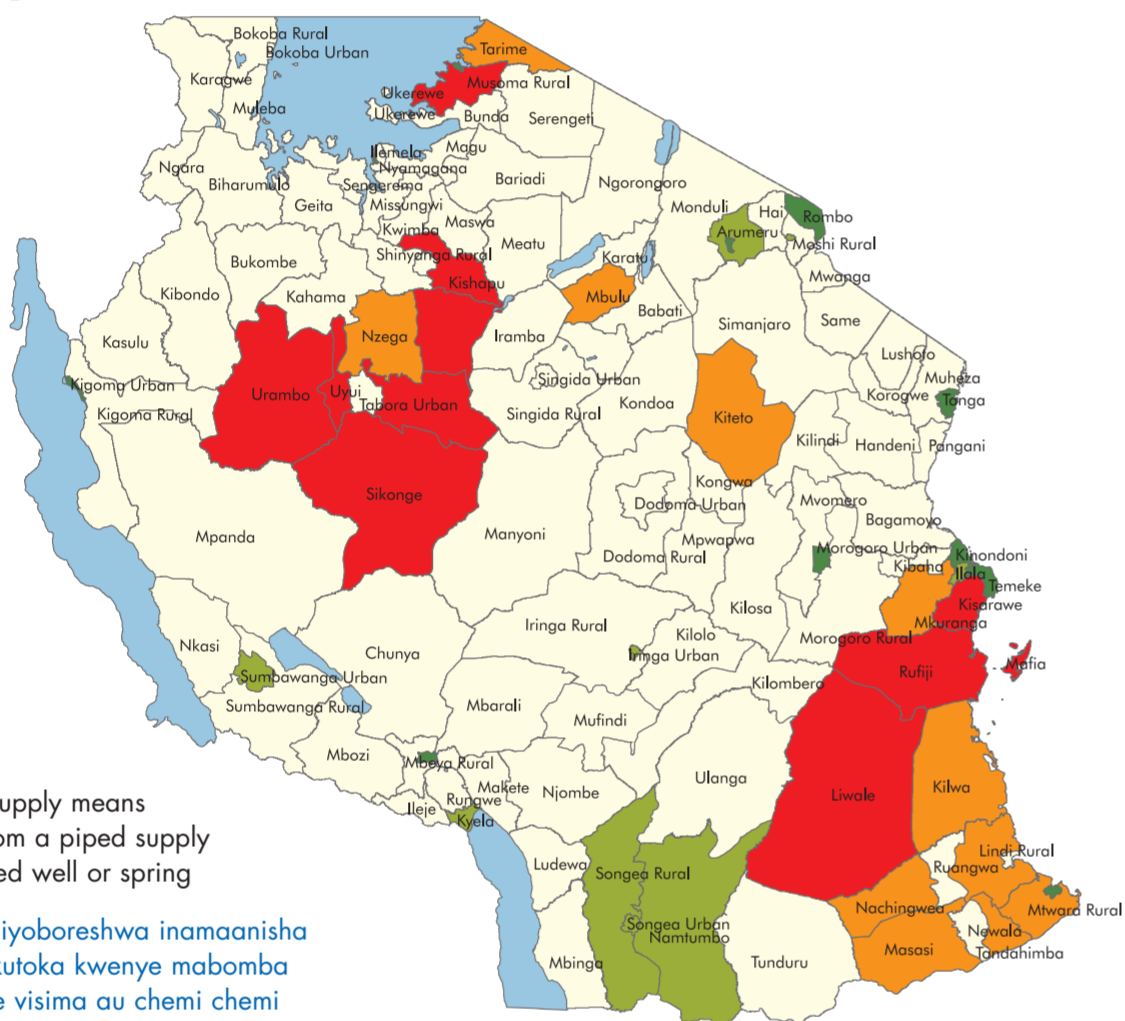 Bokoba Rural
Bokoba Urban
Tarime
Karagwe
Musoma Rural
Ukerewe
Muleba
Ukerewe
Bunda
Serengeti
Ilemela
Magu
Ngara
Nyamagana
Biharumulo
Sengerema
Bariadi
Ngorongoro
Geita
Missungwi
Monduli
Hai
Rombo
Kwimba
Maswa
Arumeru
Moshi Rural
Bukombe
Shinyanga Rural
Meatu
Karatu
Mwanga
Kibondo
Kahama
Kishapu
Mbulu
Babati
Simanjaro
Same
Kasulu
Nzega
Iramba
Lushoto
Kigoma Urban
Singida Urban
Muheza
Urambo
Uyui
Tabora Urban
Kondoa
Korogwe
Tanga
Kigoma Rural
Singida Rural
Kiteto
Kilindi
Handeni
Pangani
Sikonge
Kongwa
Dodoma Urban
Mvomero
Mpanda
Manyoni
Mpwapwa
Bagamoyo
Dodoma Rural
Morogoro Urban
Kinondoni
Kibaha
Ilala
Temeke
Kilosa
Kisarawe
Iringa Rural
Mkuranga
Nkasi
Chunya
Kilolo
Morogoro Rural
Iringa Urban
Mafia
Sumbawanga Urban
Kilombero
Rufiji
Sumbawanga Rural
Mbarali
Mufindi
Mbozi
Mbeya Rural
Ulanga
Makete
Njombe
Liwale
Kilwa
Rungwe
Ileje
Kyela
Lindi Rural
Ludewa
Songea Rural
Ruangwa
Nachingwea
Mtwara Rural
Songea Urban
Namtumbo
Newala
Masasi
Tandahimba
Mbinga
Tunduru
upply means
om a piped supply
ed well or spring
iyoboreshwa inamaanisha
kutoka kwenye mabomba
e visima au chemi chemi